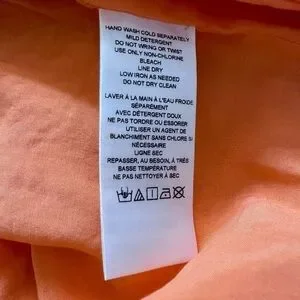 HAND WASH COLD SEPARATELY
MILD DETERGENT
DO NOT WRING OR TWIST
USE ONLY NON-CHLORINE
BLEACH
LINE DRY
LOW IRON AS NEEDED
DO NOT DRY CLEAN
LAVER À LA MAIN À L'EAU FROIDE
SÉPARÉMENT
AVEC DÉTERGENT DOUX
NE PAS TORDRE OU ESSORER
UTILISER UN AGENT DE
BLANCHIMENT SANS CHLORE SI
NÉCESSAIRE
LIGNE SEC
REPASSER, AU BESOIN, À TRÈS
BASSE TEMPÉRATURE
NE PAS NETTOYER À SEC